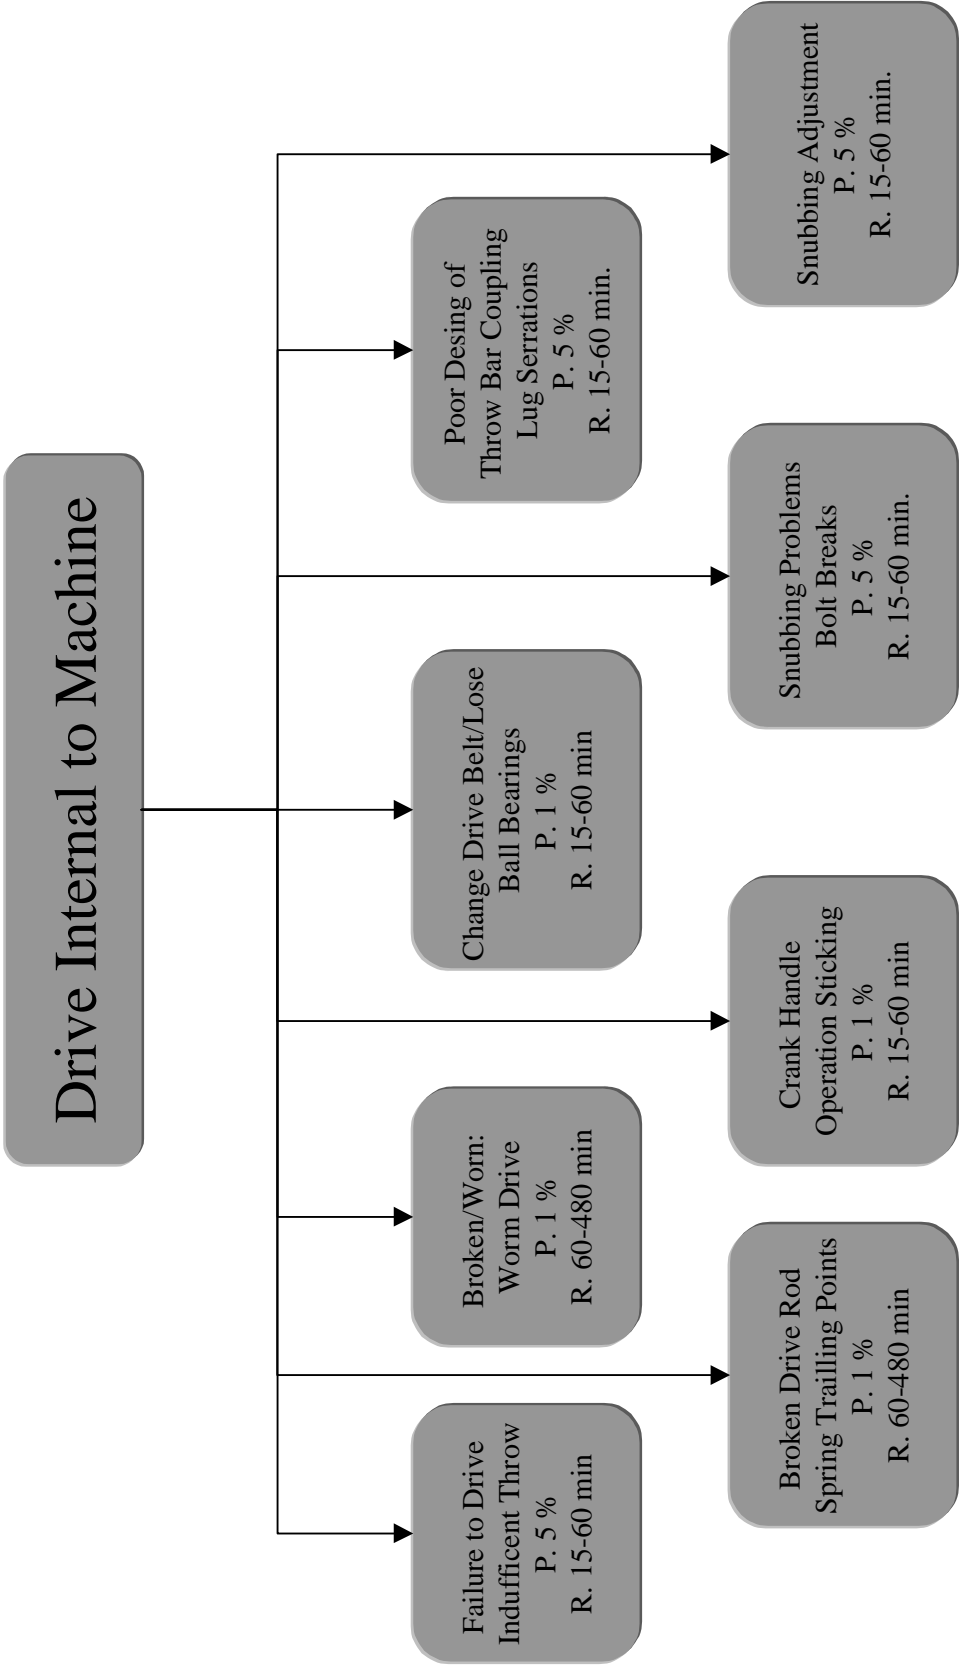 Drive Internal to Machine
Failure to Drive
Indufficent Throw
P. 5 %
R. 15-60 min
Broken/Worn:
Worm Drive
P. 1 %
R. 60-480 min
Change Drive Belt/Lose
Ball Bearings
P. 1 %
R. 15-60 min
Poor Desing of
Throw Bar Coupling
Lug Serrations
P. 5 %
R. 15-60 min.
Broken Drive Rod
Spring Trailling Points
P. 1 %
R. 60-480 min
Crank Handle
Operation Sticking
P. 1 %
R. 15-60 min
Snubbing Problems
Bolt Breaks
P. 5 %
R. 15-60 min.
Snubbing Adjustment
P. 5 %
R. 15-60 min.